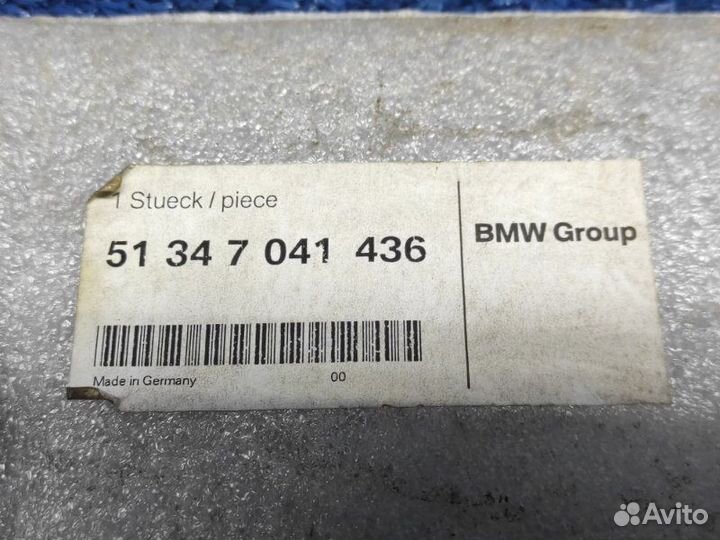 1 Stueck / piece
51 34 7 041 436
BMW Group
Made in Germany 00
Avito